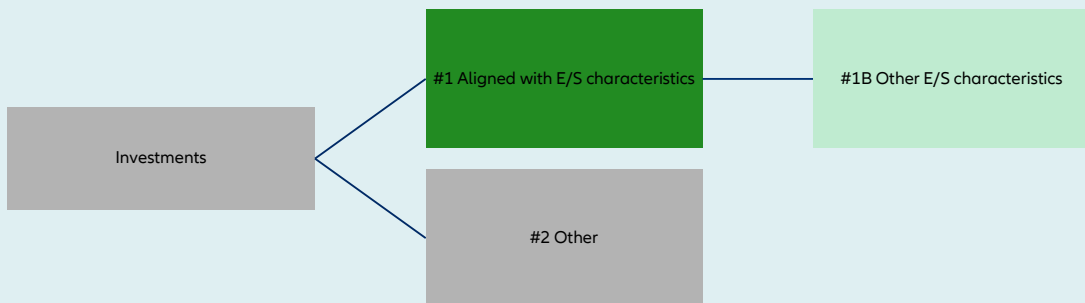 #1 Aligned with E/S characteristics
#1B Other E/S characteristics
Investments
#2 Other